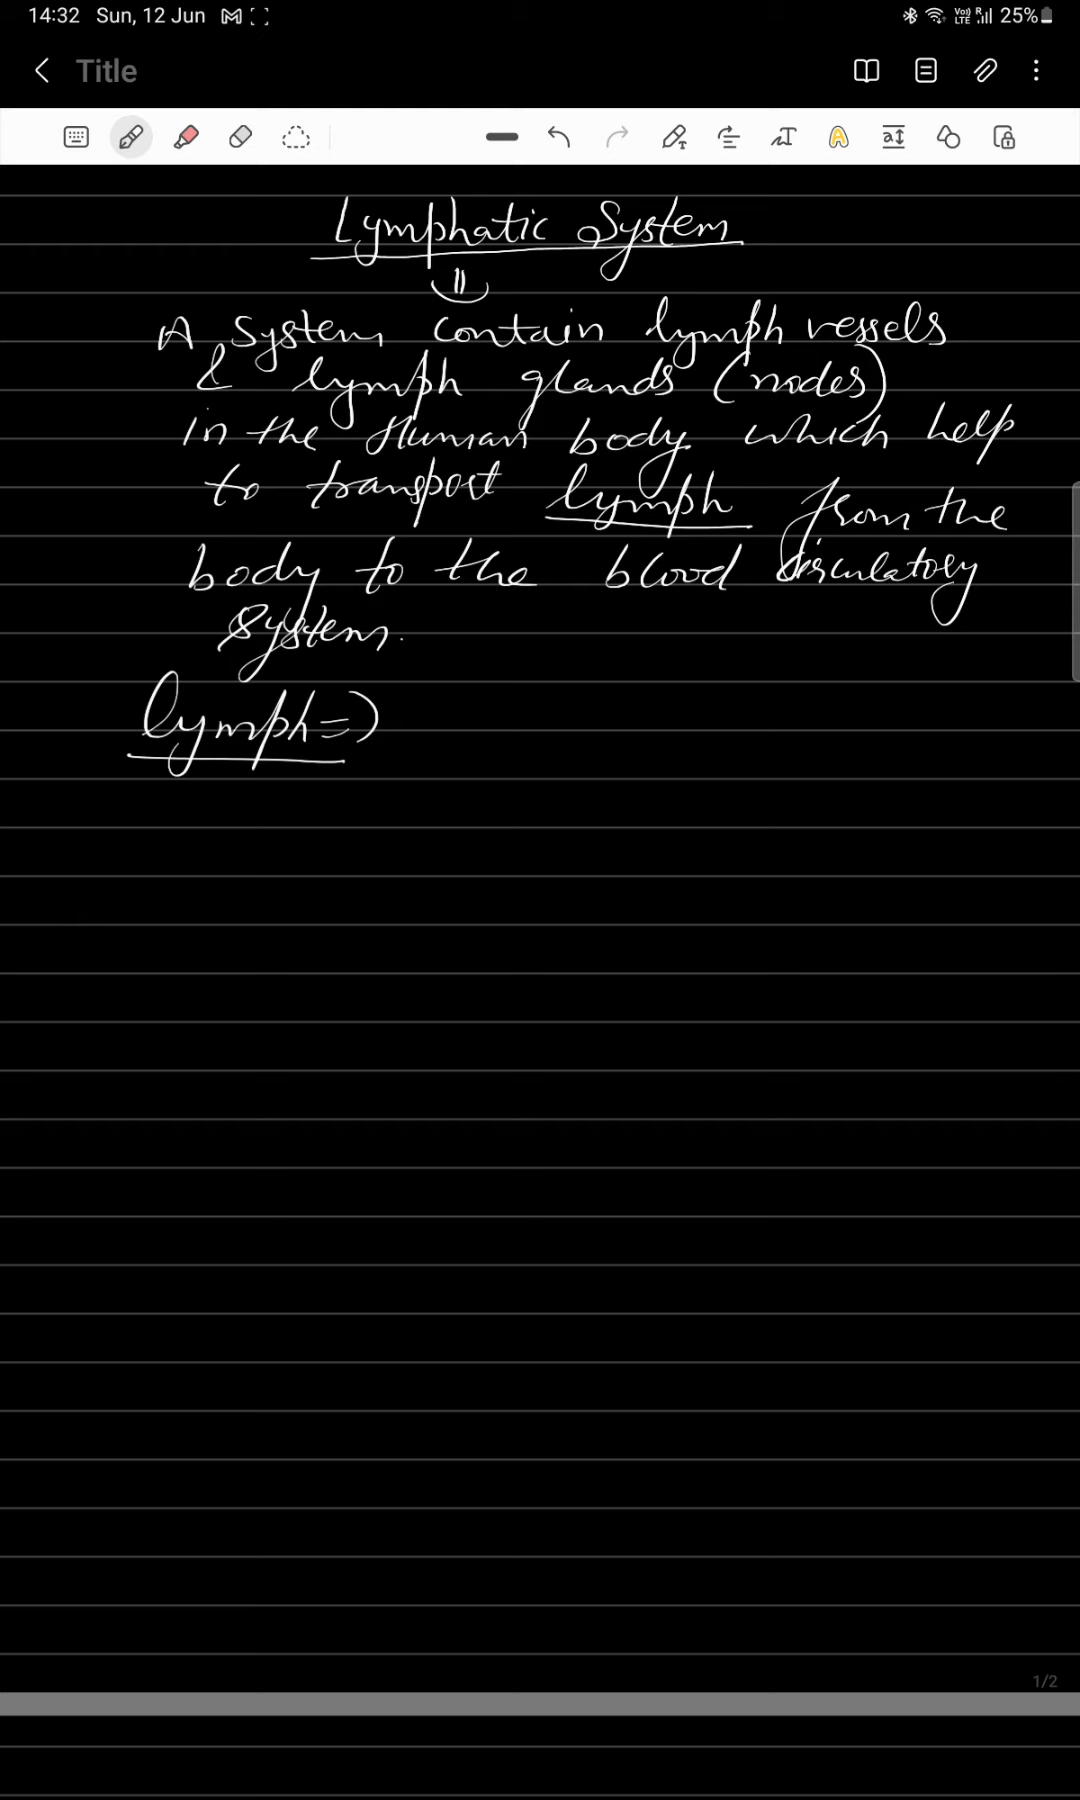 14:32 Sun, 12 Jun 25%
Title
Lymphatic System
A System contain lymph vessels
& lymph glands (nodes)
in the Human body which help
to transport lymph from the
body to the blood circulatory
System.
lymph =>
1/2